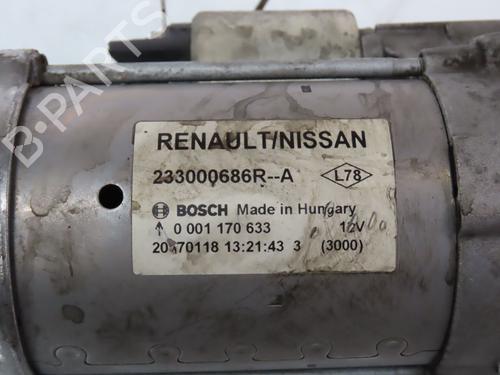 B-PARTS
RENAULT/NISSAN
233000686R--A L78
BOSCH Made in Hungary
0 001 170 633 12V
20170118 13:21:43 3 (3000)